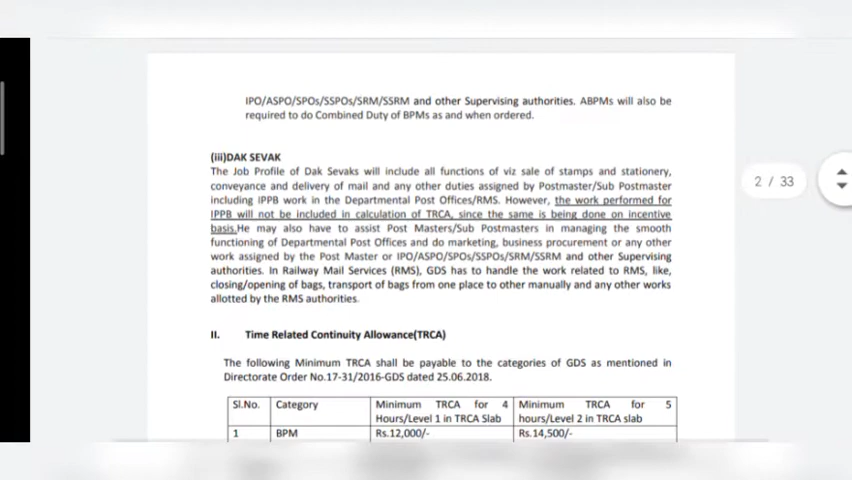 IPO/ASPO/SPOs/SSPOs/SRM/SSRM and other Supervising authorities. ABPMs will also be
required to do Combined Duty of BPMs as and when ordered.
(iii)DAK SEVAK
The Job Profile of Dak Sevaks will include all functions of viz sale of stamps and stationery,
conveyance and delivery of mail and any other duties assigned by Postmaster/Sub Postmaster
including IPPB work in the Departmental Post Offices/RMS. However, the work performed for
IPPB will not be included in calculation of TRCA, since the same is being done on incentive
basis.He may also have to assist Post Masters/Sub Postmasters in managing the smooth
functioning of Departmental Post Offices and do marketing, business procurement or any other
work assigned by the Post Master or IPO/ASPO/SPOs/SSPOs/SRM/SSRM and other Supervising
authorities. In Railway Mail Services (RMS), GDS has to handle the work related to RMS, like,
closing/opening of bags, transport of bags from one place to other manually and any other works
allotted by the RMS authorities.
2 / 33
II. Time Related Continuity Allowance(TRCA)
The following Minimum TRCA shall be payable to the categories of GDS as mentioned in
Directorate Order No.17-31/2016-GDS dated 25.06.2018.
Sl.No. Category Minimum TRCA for 4 Minimum TRCA for 5
Hours/Level 1 in TRCA Slab hours/Level 2 in TRCA slab
1 BPM Rs.12,000/- Rs.14,500/-